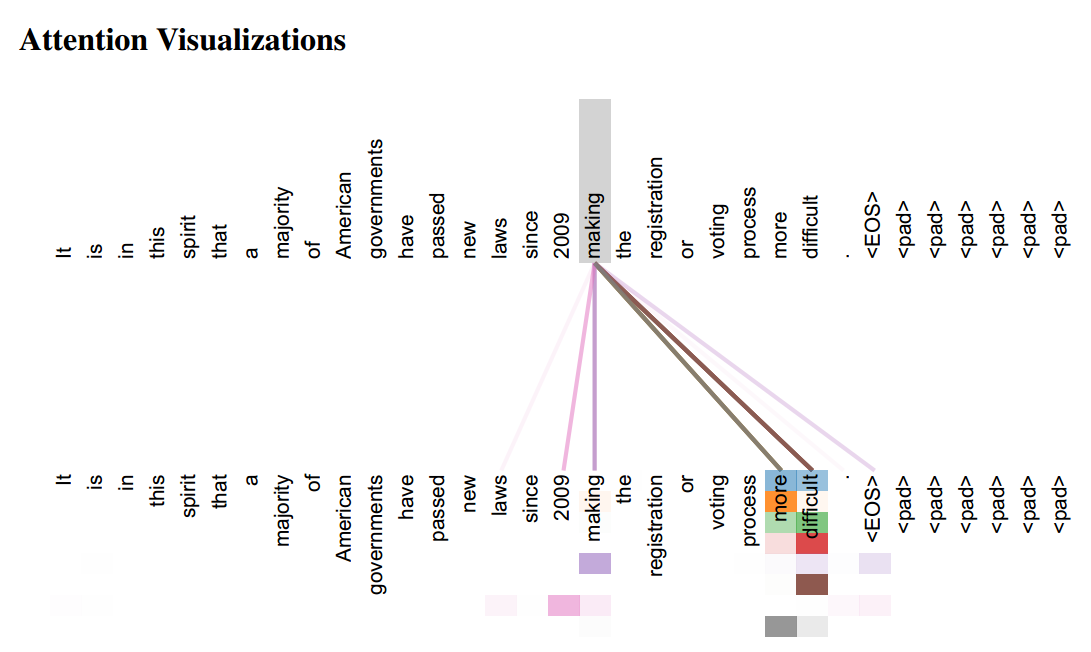 Attention Visualizations
It is in this spirit that a majority of American governments have passed new laws since 2009 making the registration or voting process more difficult . <EOS> <pad> <pad> <pad> <pad> <pad> <pad>
It is in this spirit that a majority of American governments have passed new laws since 2009 making the registration or voting process more difficult . <EOS> <pad> <pad> <pad> <pad> <pad> <pad>